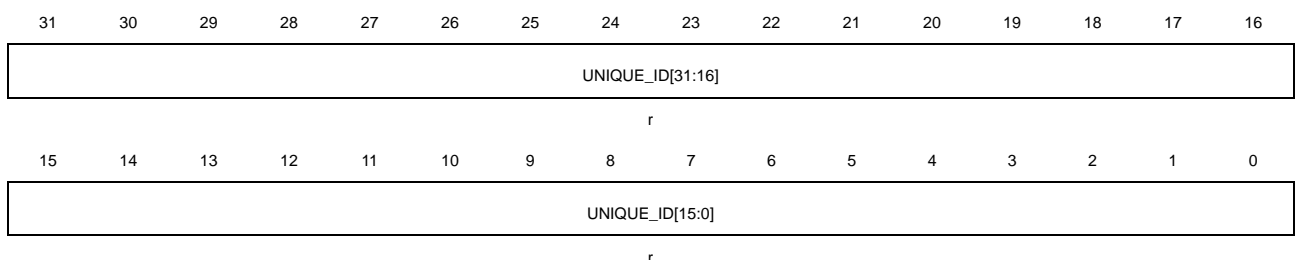 31 30 29 28 27 26 25 24 23 22 21 20 19 18 17 16
UNIQUE_ID[31:16]
r
15 14 13 12 11 10 9 8 7 6 5 4 3 2 1 0
UNIQUE_ID[15:0]
r